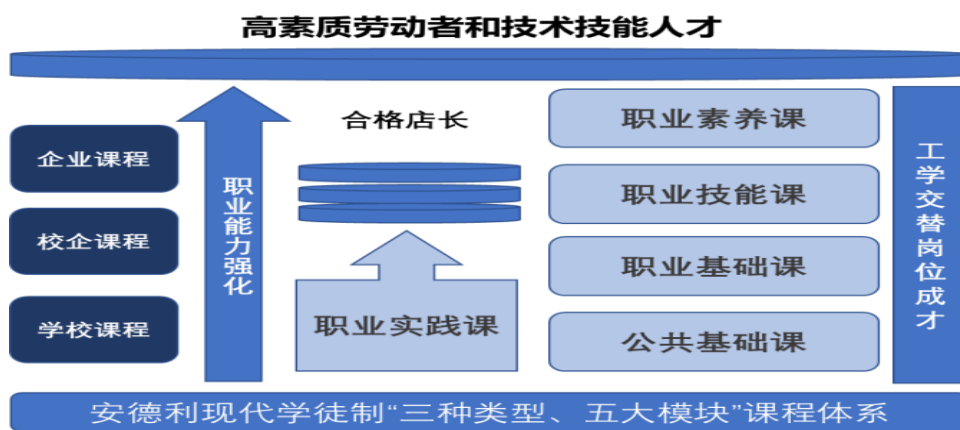 高素质劳动者和技术技能人才
企业课程
校企课程
学校课程
职业能力强化
合格店长
职业实践课
职业素养课
职业技能课
职业基础课
公共基础课
工学交替岗位成才
安德利现代学徒制“三种类型、五大模块”课程体系